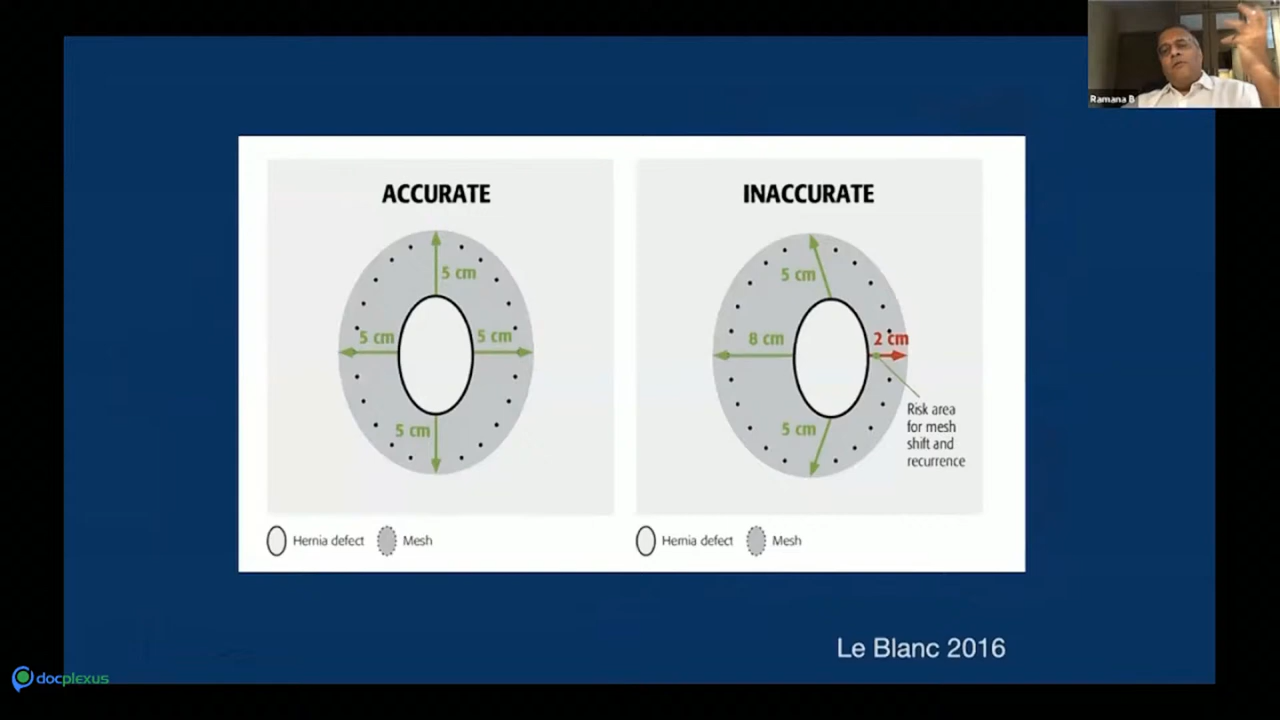 Ramana B
ACCURATE
5 cm
5 cm
5 cm
5 cm
Hernia defect
Mesh
INACCURATE
5 cm
8 cm
2 cm
5 cm
Risk area
for mesh
shift and
recurrence
Hernia defect
Mesh
Le Blanc 2016
docplexus